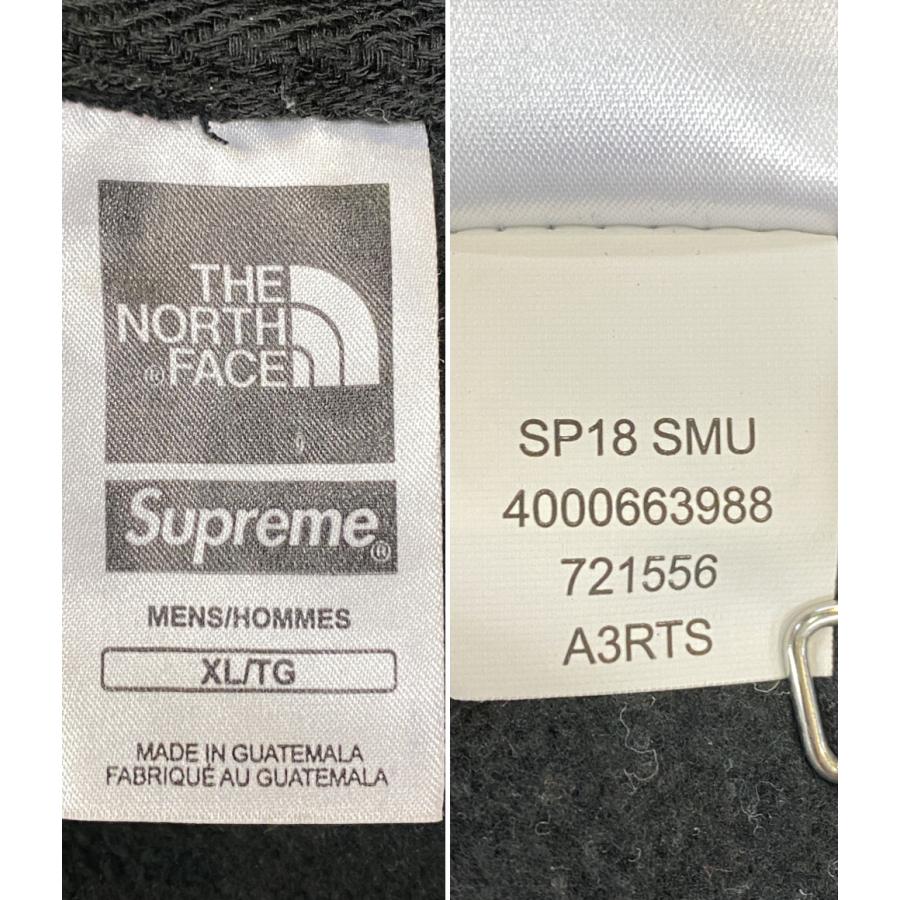 THE
NORTH
®FACE
Supreme®
MENS/HOMMES
XL/TG
MADE IN GUATEMALA
FABRIQUÉ AU GUATEMALA
SP18 SMU
4000663988
721556
A3RTS